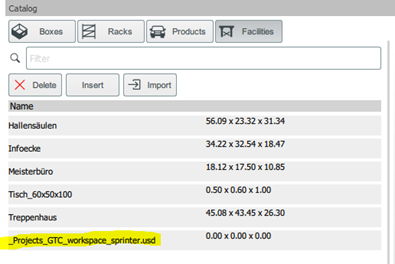 Catalog
Boxes Racks Products Facilities
Filter
Delete Insert Import
Name
Hallensäulen 56.09 x 23.32 x 31.34
Infoecke 34.22 x 32.54 x 18.47
Meisterbüro 18.12 x 17.50 x 10.85
Tisch_60x50x100 0.50 x 0.60 x 1.00
Treppenhaus 45.08 x 43.45 x 26.30
_Projects_GTC_workspace_sprinter.usd 0.00 x 0.00 x 0.00